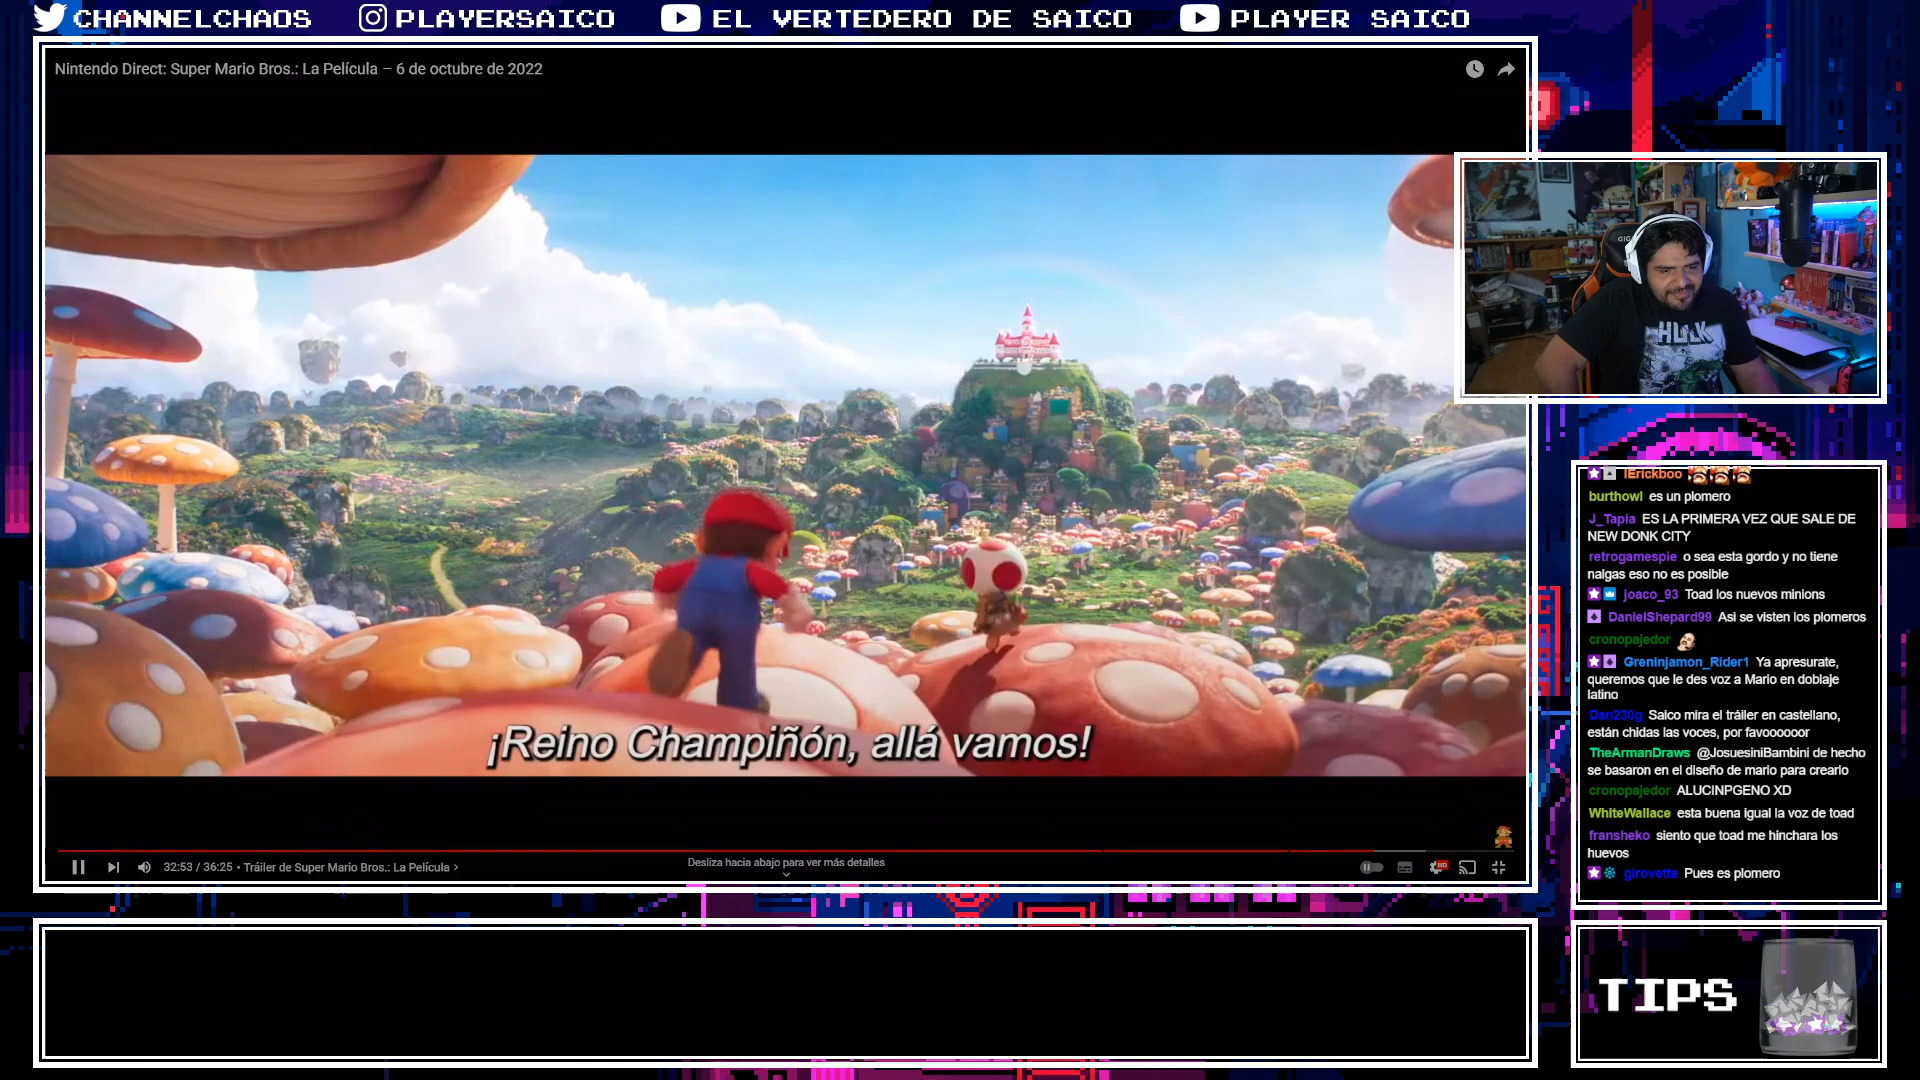 CHANNELCHAOS PLAYERSAICO EL VERTEDERO DE SAICO PLAYER SAICO
Nintendo Direct: Super Mario Bros.: La Película – 6 de octubre de 2022
GIG
HULK
¡Reino Champiñón, allá vamos!
Desliza hacia abajo para ver más detalles
32:53 / 36:25 • Tráiler de Super Mario Bros.: La Película ›
HD
IErickboo
burthowl es un plomero
J_Tapia ES LA PRIMERA VEZ QUE SALE DE
NEW DONK CITY
retrogamespie o sea esta gordo y no tiene
nalgas eso no es posible
joaco_93 Toad los nuevos minions
DanielShepard99 Asi se visten los plomeros
cronopajedor
Greninjamon_Rider1 Ya apresurate,
queremos que le des voz a Mario en doblaje
latino
Dan230g Saico mira el tráiler en castellano,
están chidas las voces, por favooooooor
TheArmanDraws @JosuesiniBambini de hecho
se basaron en el diseño de mario para crearlo
cronopajedor ALUCINPGENO XD
WhiteWallace esta buena igual la voz de toad
fransheko siento que toad me hinchara los
huevos
girovette Pues es plomero
TIPS